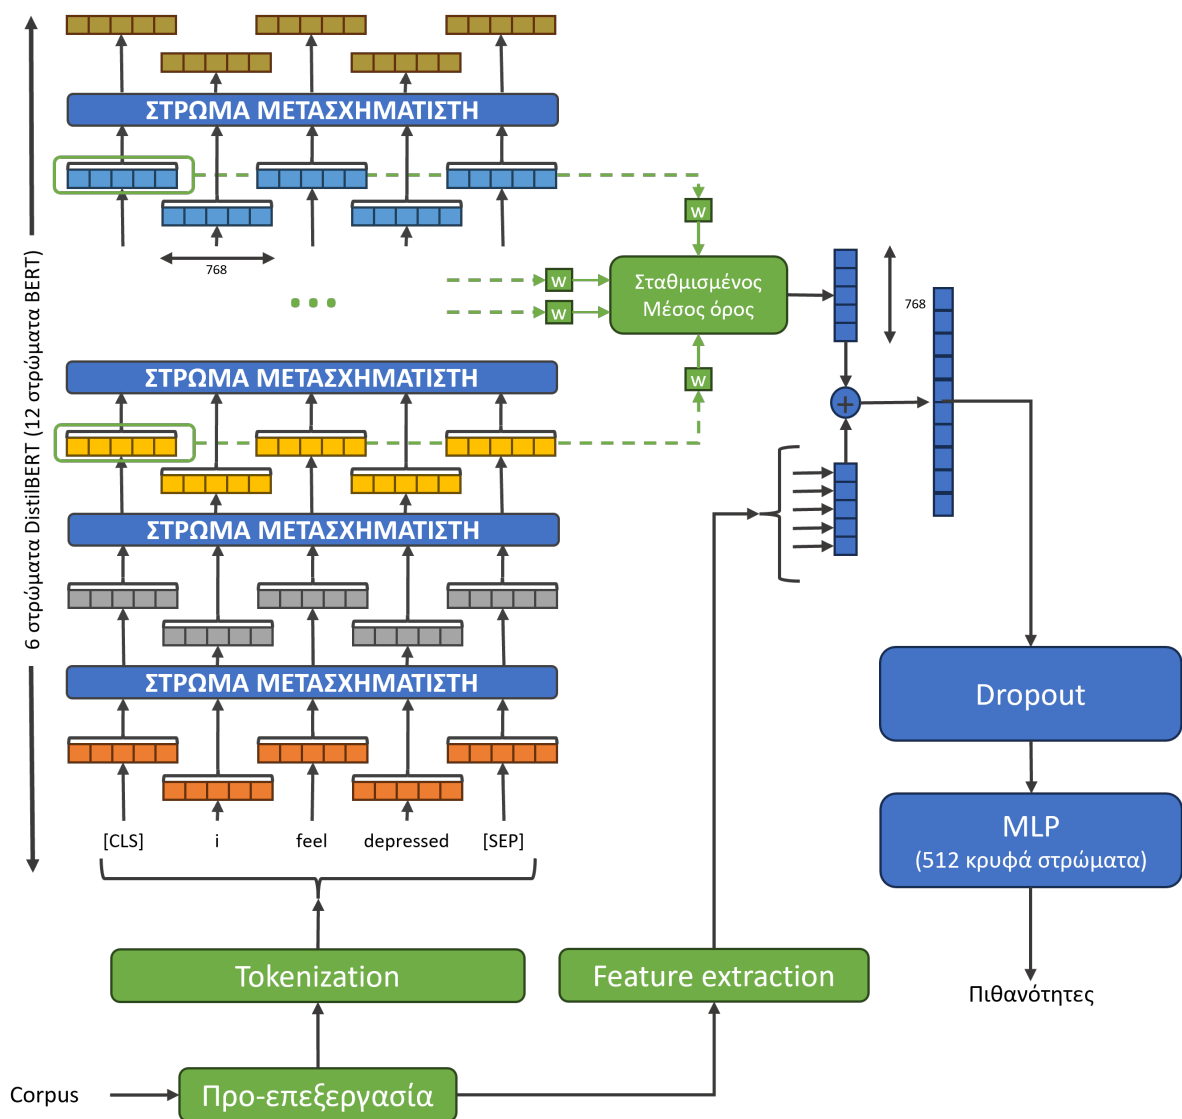 6 στρώματα DistilBERT (12 στρώματα BERT)
ΣΤΡΩΜΑ ΜΕΤΑΣΧΗΜΑΤΙΣΤΗ
768
w
w
w
w
Σταθμισμένος
Μέσος όρος
768
ΣΤΡΩΜΑ ΜΕΤΑΣΧΗΜΑΤΙΣΤΗ
+
ΣΤΡΩΜΑ ΜΕΤΑΣΧΗΜΑΤΙΣΤΗ
ΣΤΡΩΜΑ ΜΕΤΑΣΧΗΜΑΤΙΣΤΗ
[CLS] i feel depressed [SEP]
Dropout
MLP
(512 κρυφά στρώματα)
Πιθανότητες
Tokenization
Feature extraction
Corpus
Προ-επεξεργασία